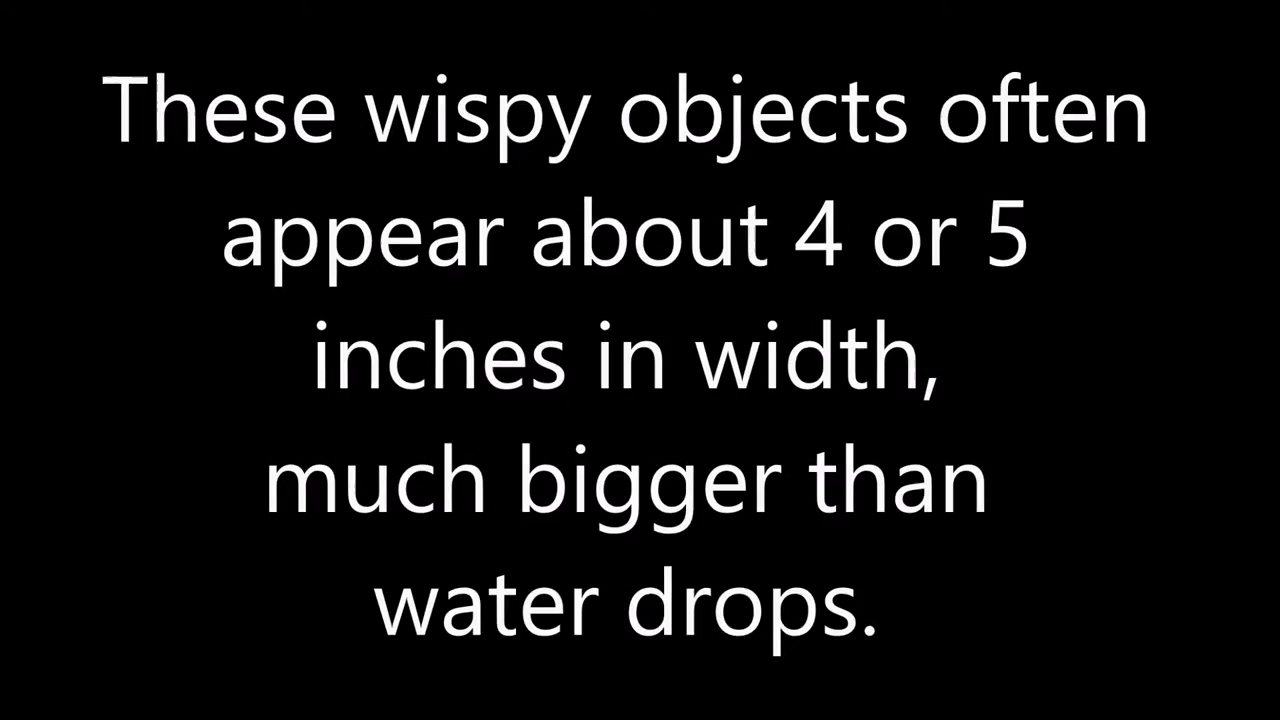 These wispy objects often
appear about 4 or 5
inches in width,
much bigger than
water drops.